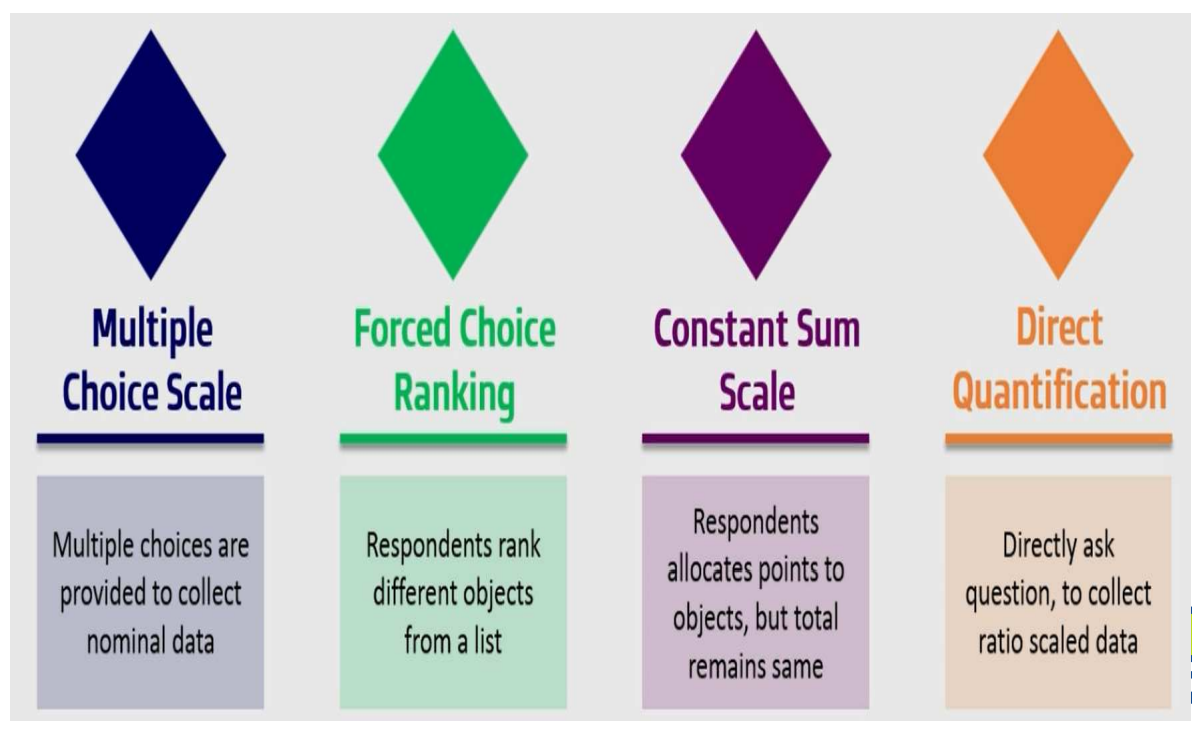 Multiple
Choice Scale
Multiple choices are
provided to collect
nominal data
Forced Choice
Ranking
Respondents rank
different objects
from a list
Constant Sum
Scale
Respondents
allocates points to
objects, but total
remains same
Direct
Quantification
Directly ask
question, to collect
ratio scaled data